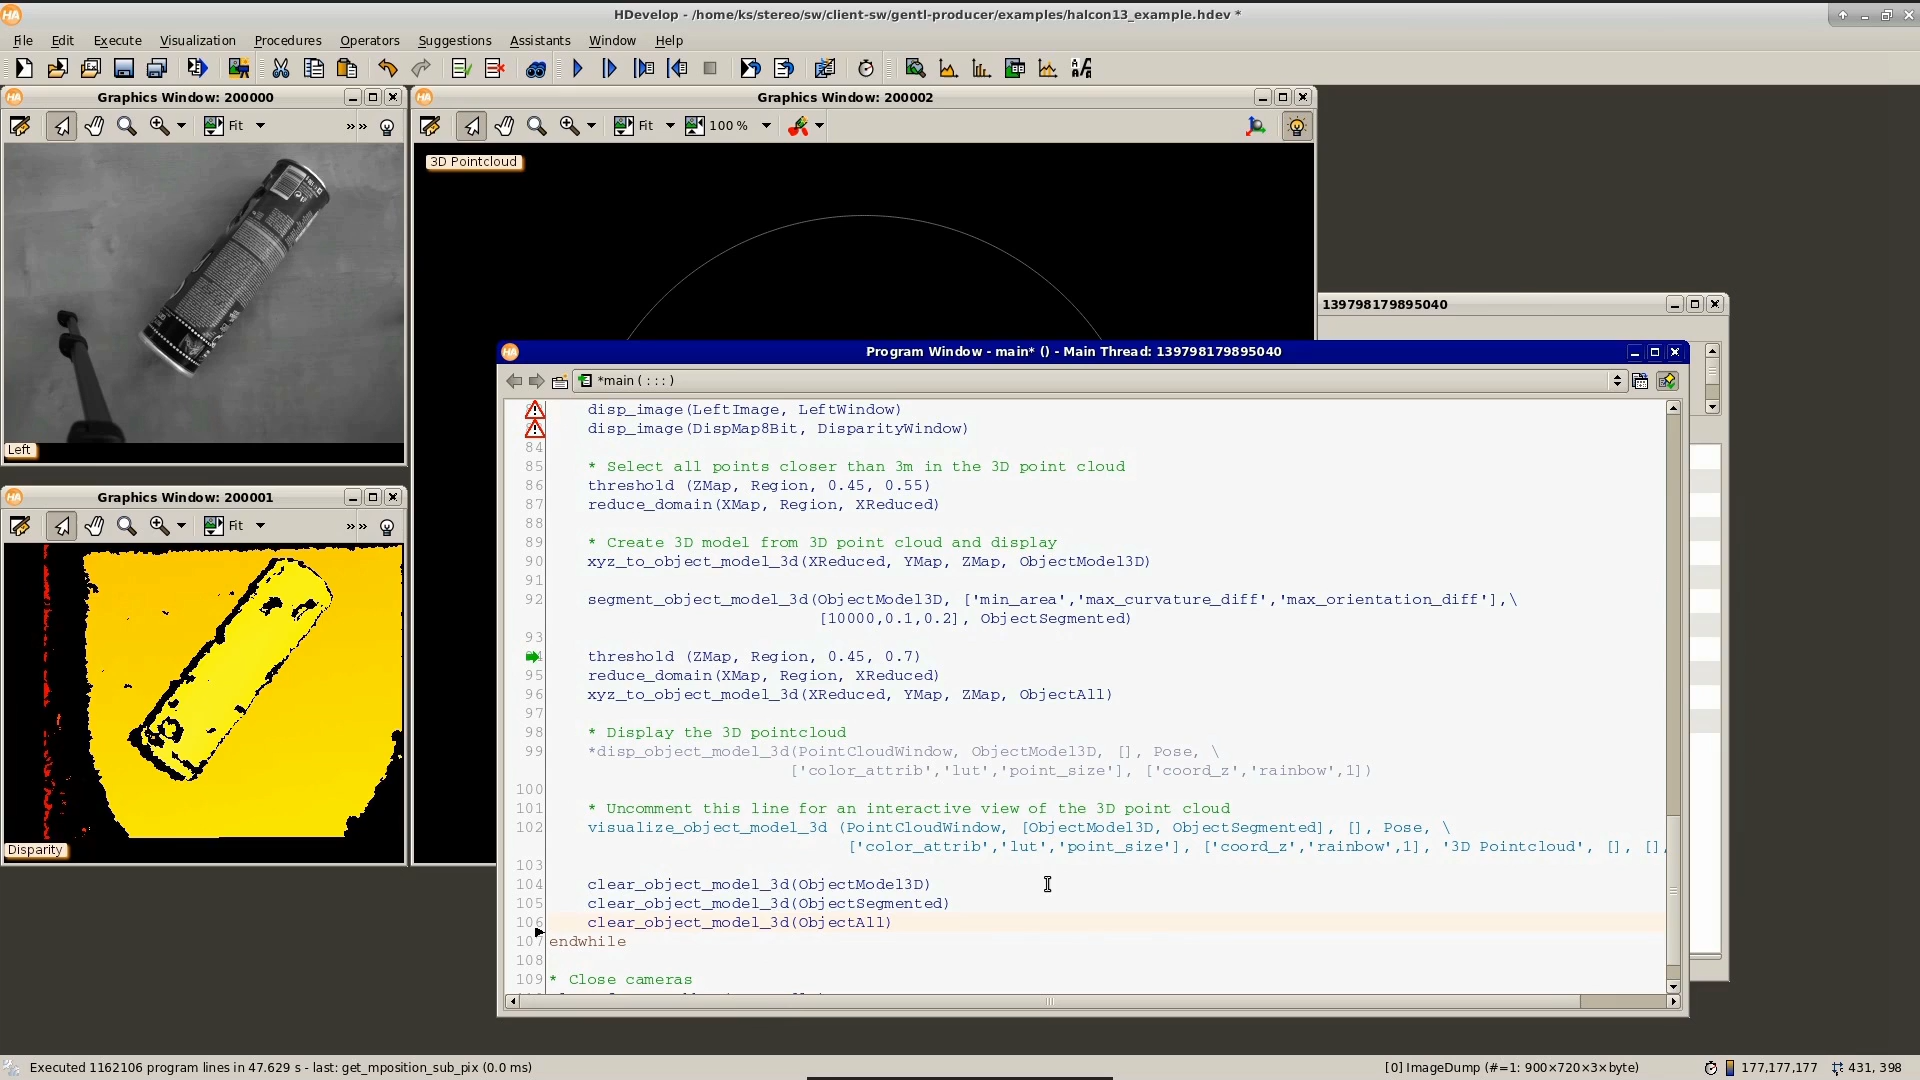 HDevelop - /home/ks/stereo/sw/client-sw/gentl-producer/examples/halcon13_example.hdev *
File Edit Execute Visualization Procedures Operators Suggestions Assistants Window Help
Graphics Window: 200000
Fit
Left
Graphics Window: 200001
Fit
Disparity
Graphics Window: 200002
Fit 100 %
3D Pointcloud
139798179895040
Program Window - main* () - Main Thread: 139798179895040
*main ( : : : )
disp_image(LeftImage, LeftWindow)
disp_image(DispMap8Bit, DisparityWindow)
84
85 * Select all points closer than 3m in the 3D point cloud
86 threshold (ZMap, Region, 0.45, 0.55)
87 reduce_domain(XMap, Region, XReduced)
88
89 * Create 3D model from 3D point cloud and display
90 xyz_to_object_model_3d(XReduced, YMap, ZMap, ObjectModel3D)
91
92 segment_object_model_3d(ObjectModel3D, ['min_area','max_curvature_diff','max_orientation_diff'],\
[10000,0.1,0.2], ObjectSegmented)
93
94 threshold (ZMap, Region, 0.45, 0.7)
95 reduce_domain(XMap, Region, XReduced)
96 xyz_to_object_model_3d(XReduced, YMap, ZMap, ObjectAll)
97
98 * Display the 3D pointcloud
99 *disp_object_model_3d(PointCloudWindow, ObjectModel3D, [], Pose, \
['color_attrib','lut','point_size'], ['coord_z','rainbow',1])
100
101 * Uncomment this line for an interactive view of the 3D point cloud
102 visualize_object_model_3d (PointCloudWindow, [ObjectModel3D, ObjectSegmented], [], Pose, \
['color_attrib','lut','point_size'], ['coord_z','rainbow',1], '3D Pointcloud', [], [],
103
104 clear_object_model_3d(ObjectModel3D)
105 clear_object_model_3d(ObjectSegmented)
106 clear_object_model_3d(ObjectAll)
107 endwhile
108
109 * Close cameras
Executed 1162106 program lines in 47.629 s - last: get_mposition_sub_pix (0.0 ms)
[0] ImageDump (#=1: 900×720×3×byte)
177,177,177
431, 398